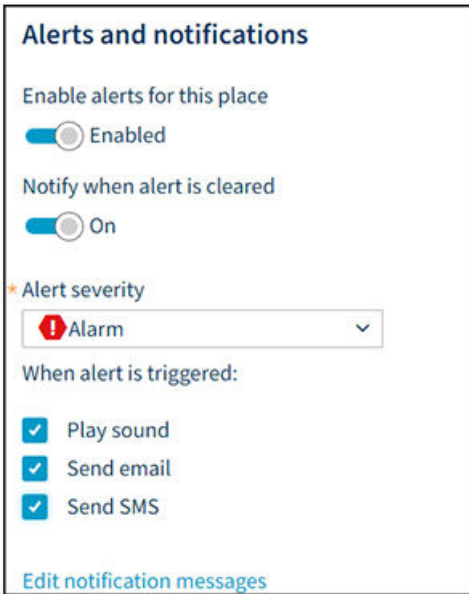 Alerts and notifications
Enable alerts for this place
Enabled
Notify when alert is cleared
On
* Alert severity
! Alarm
When alert is triggered:
Play sound
Send email
Send SMS
Edit notification messages